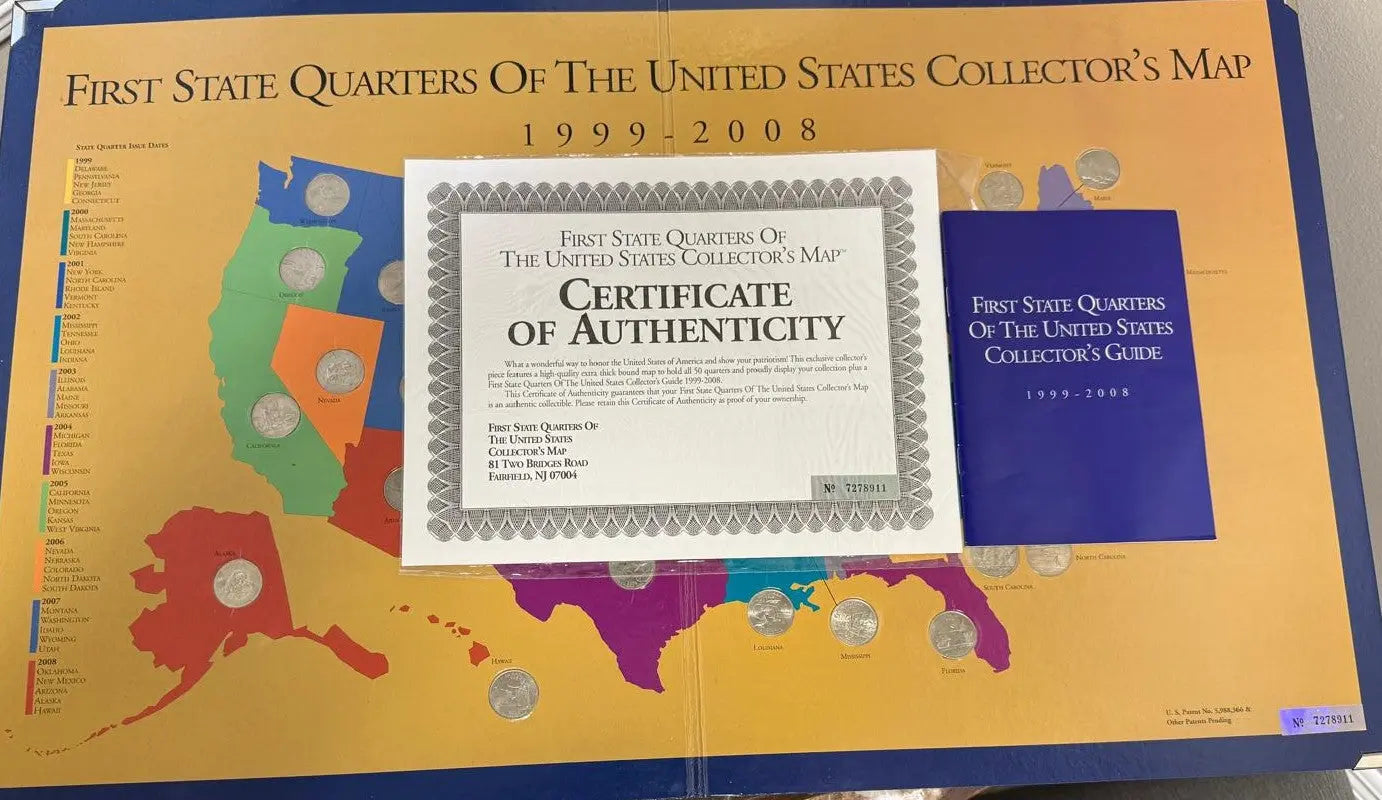 FIRST STATE QUARTERS OF THE UNITED STATES COLLECTOR'S MAP
1999-2008
STATE QUARTER ISSUE DATES
1999
DELAWARE
PENNSYLVANIA
NEW JERSEY
GEORGIA
CONNECTICUT
2000
MASSACHUSETTS
MARYLAND
SOUTH CAROLINA
NEW HAMPSHIRE
VIRGINIA
2001
NEW YORK
NORTH CAROLINA
RHODE ISLAND
VERMONT
KENTUCKY
2002
MISSISSIPPI
TENNESSEE
OHIO
LOUISIANA
INDIANA
2003
ILLINOIS
ALABAMA
MAINE
MISSOURI
ARKANSAS
2004
MICHIGAN
FLORIDA
TEXAS
IOWA
WISCONSIN
2005
CALIFORNIA
MINNESOTA
OREGON
KANSAS
WEST VIRGINIA
2006
NEVADA
NEBRASKA
COLORADO
NORTH DAKOTA
SOUTH DAKOTA
2007
MONTANA
WASHINGTON
IDAHO
WYOMING
UTAH
2008
OKLAHOMA
NEW MEXICO
ARIZONA
ALASKA
HAWAII
WASHINGTON
OREGON
NEVADA
CALIFORNIA
ALASKA
HAWAII
LOUISIANA
MISSISSIPPI
FLORIDA
SOUTH CAROLINA
NORTH CAROLINA
VERMONT
MAINE
MASSACHUSETTS
FIRST STATE QUARTERS OF
THE UNITED STATES COLLECTOR'S MAP™
CERTIFICATE
OF AUTHENTICITY
What a wonderful way to honor the United States of America and show your patriotism! This exclusive collector's
piece features a high-quality extra thick bound map to hold all 50 quarters and proudly display your collection plus a
First State Quarters Of The United States Collector's Guide 1999-2008.
This Certificate of Authenticity guarantees that your First State Quarters Of The United States Collector's Map
is an authentic collectible. Please retain this Certificate of Authenticity as proof of your ownership.
FIRST STATE QUARTERS OF
THE UNITED STATES
COLLECTOR'S MAP
81 TWO BRIDGES ROAD
FAIRFIELD, NJ 07004
Nº 7278911
FIRST STATE QUARTERS
OF THE UNITED STATES
COLLECTOR'S GUIDE
1999-2008
U. S. Patent No. 5,988,366 &
Other Patents Pending
Nº 7278911